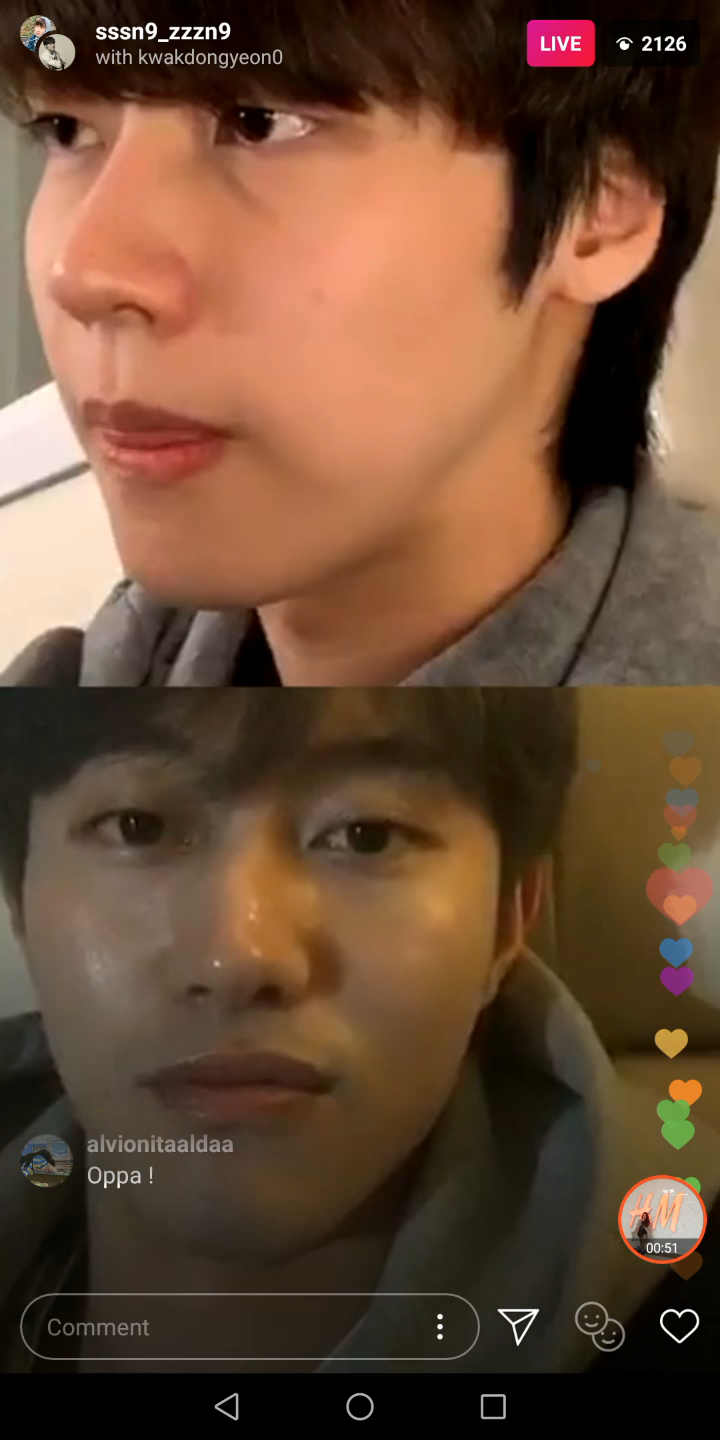 sssn9_zzzn9
with kwakdongyeon0
LIVE
2126
alvionitaaldaa
Oppa !
HM
00:51
Comment